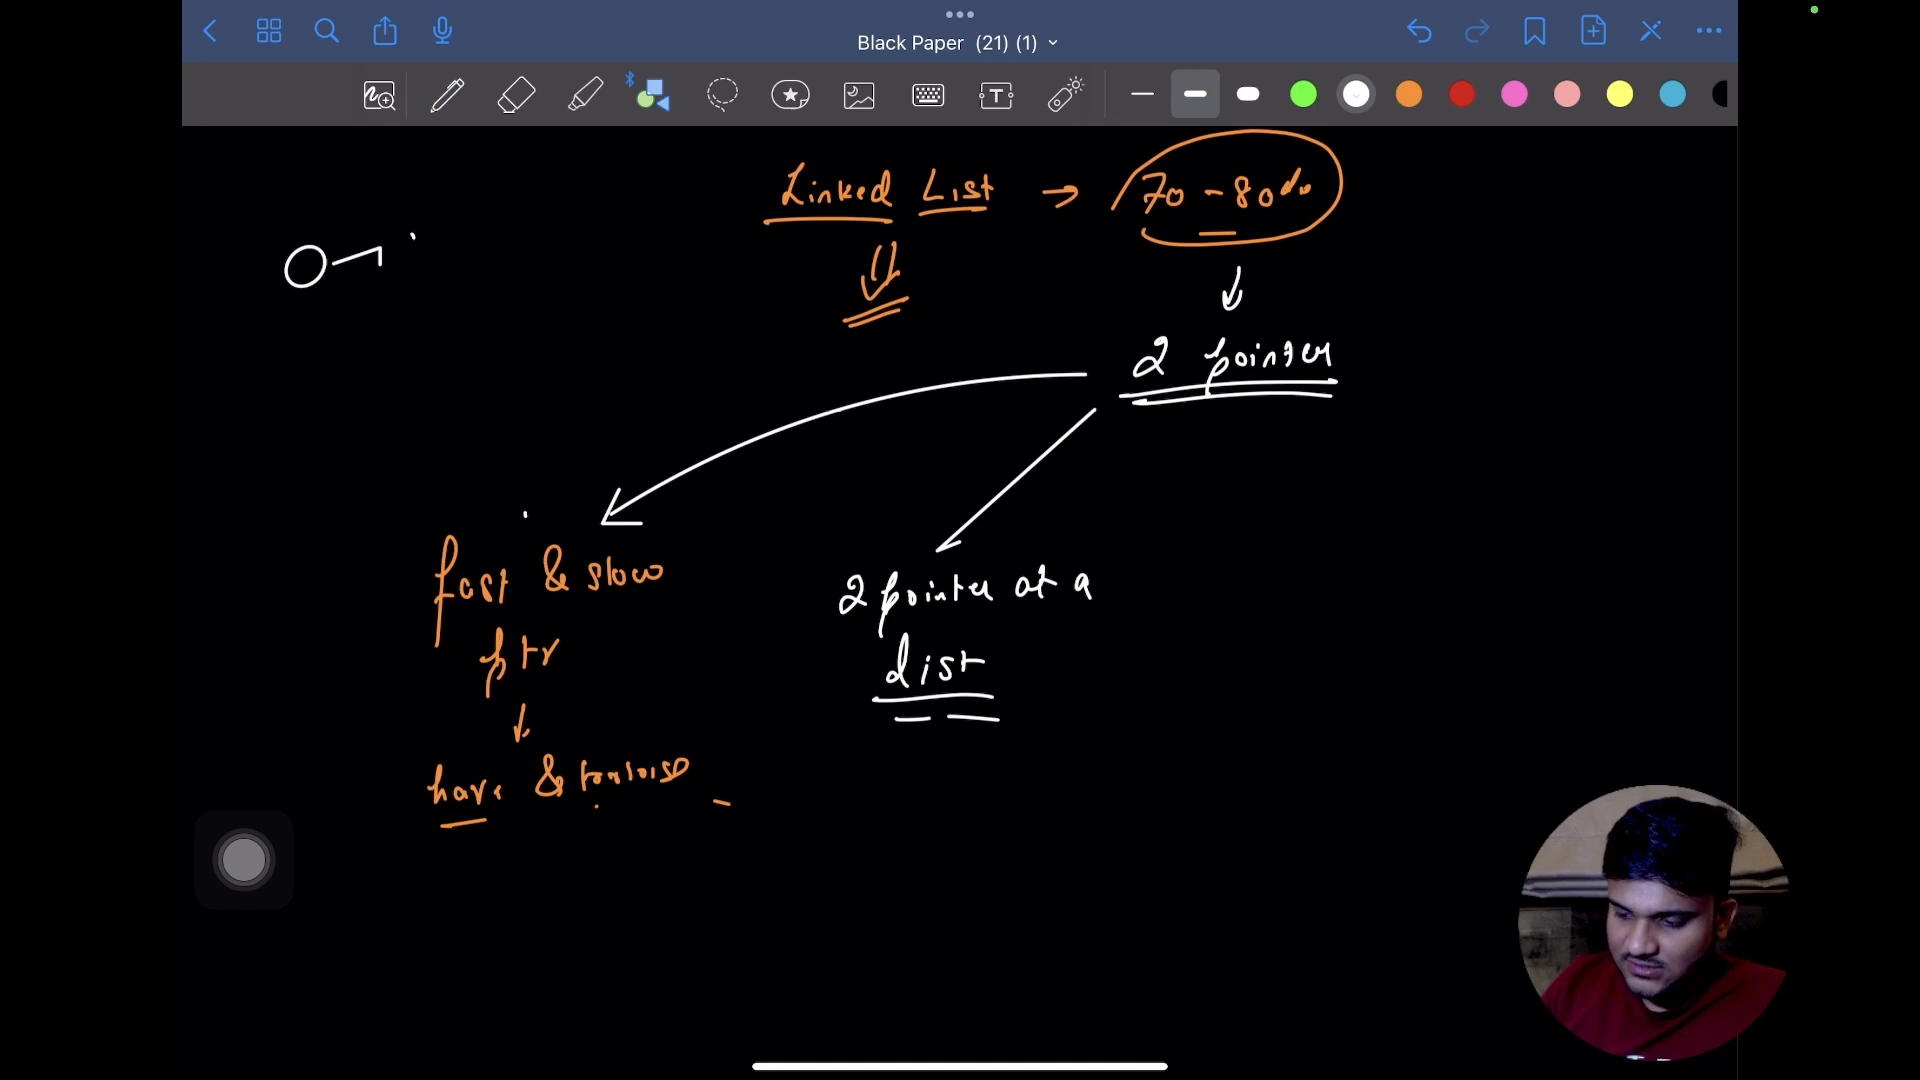 Black Paper (21) (1)
T
Linked List → 70 - 80%
2 pointer
fast & slow
ptr
hare & tortoise
2 pointer at a
dist